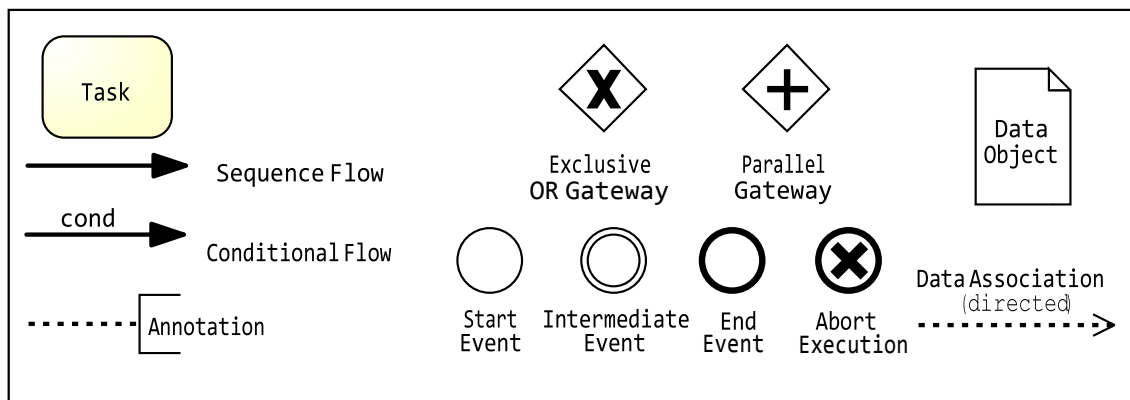 Task
Sequence Flow
cond
Conditional Flow
Annotation
X
Exclusive
OR Gateway
Parallel
Gateway
Data
Object
Start
Event
Intermediate
Event
End
Event
Abort
Execution
Data Association
(directed)